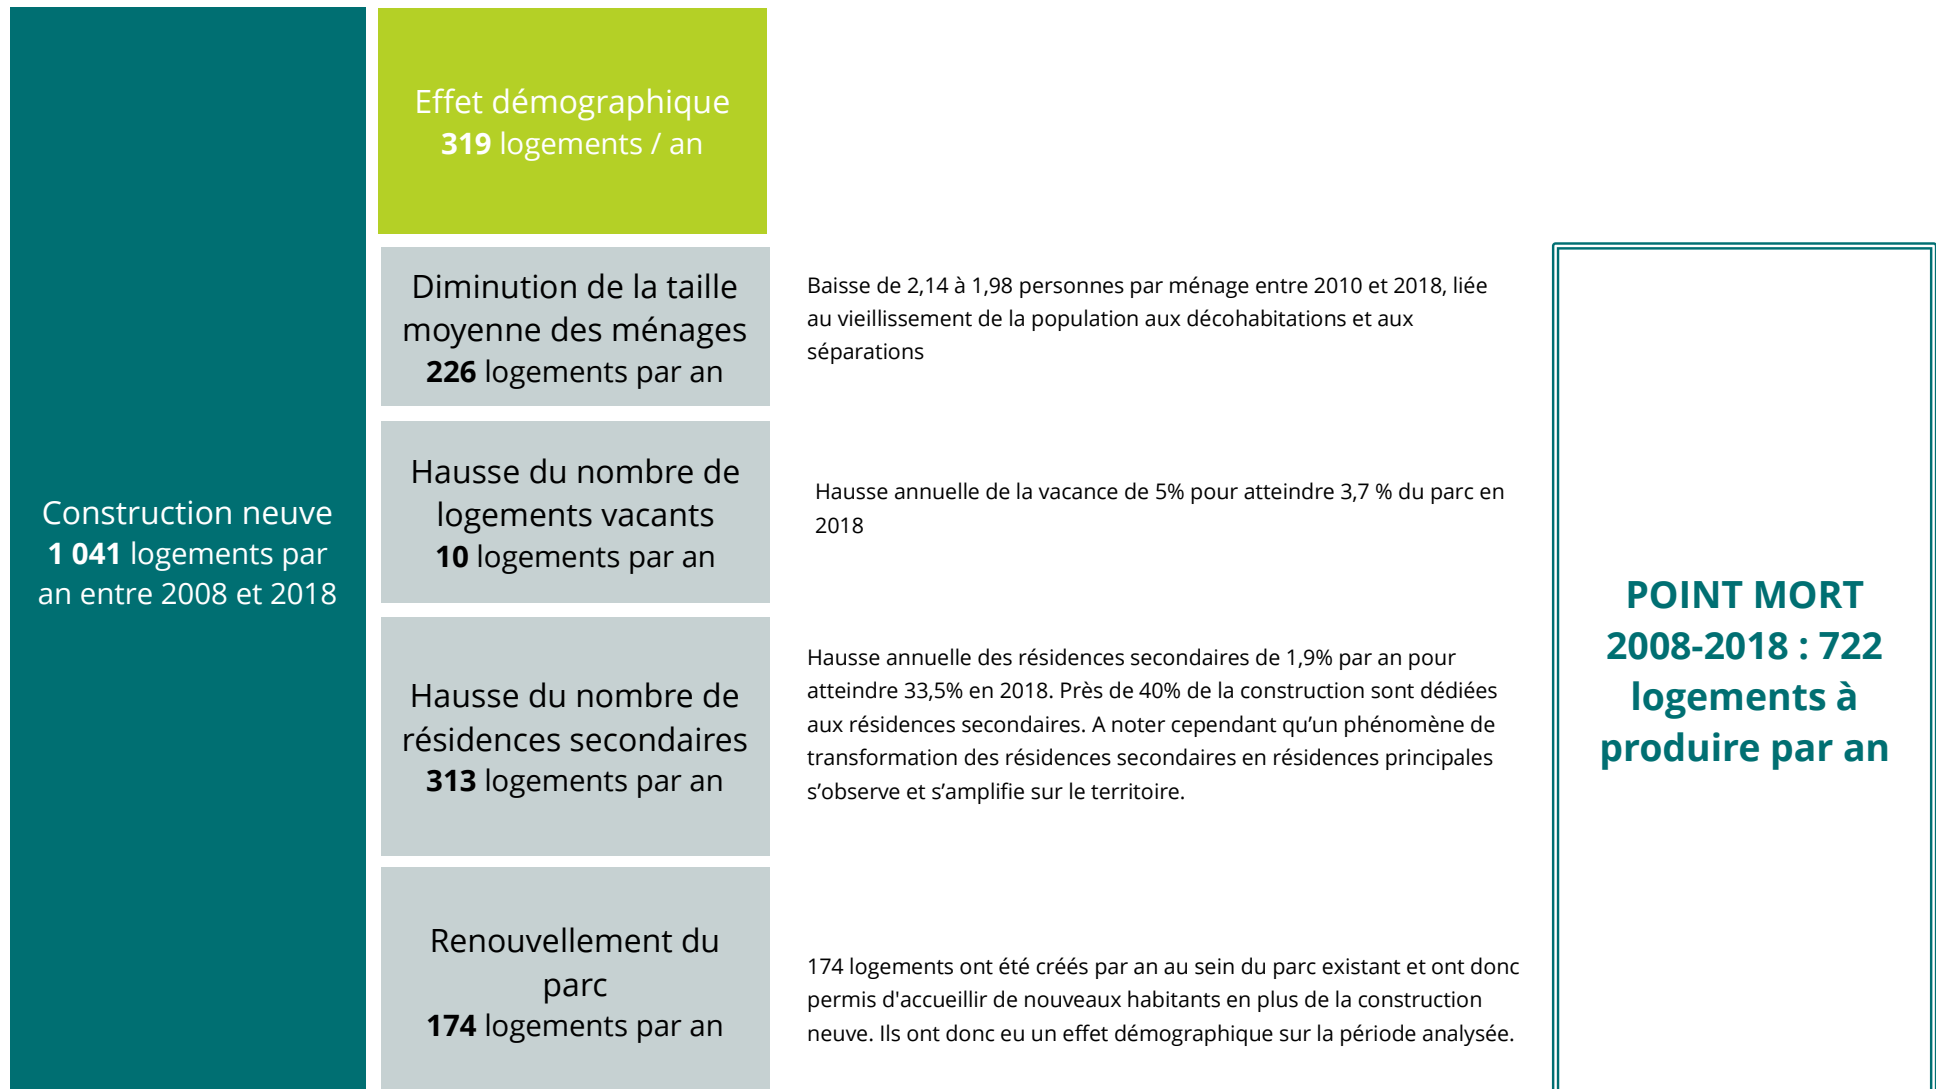 Construction neuve
1 041 logements par
an entre 2008 et 2018
Effet démographique
319 logements / an
Diminution de la taille
moyenne des ménages
226 logements par an
Baisse de 2,14 à 1,98 personnes par ménage entre 2010 et 2018, liée
au vieillissement de la population aux décohabitations et aux
séparations
Hausse du nombre de
logements vacants
10 logements par an
Hausse annuelle de la vacance de 5% pour atteindre 3,7 % du parc en
2018
Hausse du nombre de
résidences secondaires
313 logements par an
Hausse annuelle des résidences secondaires de 1,9% par an pour
atteindre 33,5% en 2018. Près de 40% de la construction sont dédiées
aux résidences secondaires. A noter cependant qu’un phénomène de
transformation des résidences secondaires en résidences principales
s’observe et s’amplifie sur le territoire.
Renouvellement du
parc
174 logements par an
174 logements ont été créés par an au sein du parc existant et ont donc
permis d'accueillir de nouveaux habitants en plus de la construction
neuve. Ils ont donc eu un effet démographique sur la période analysée.
POINT MORT
2008-2018 : 722
logements à
produire par an